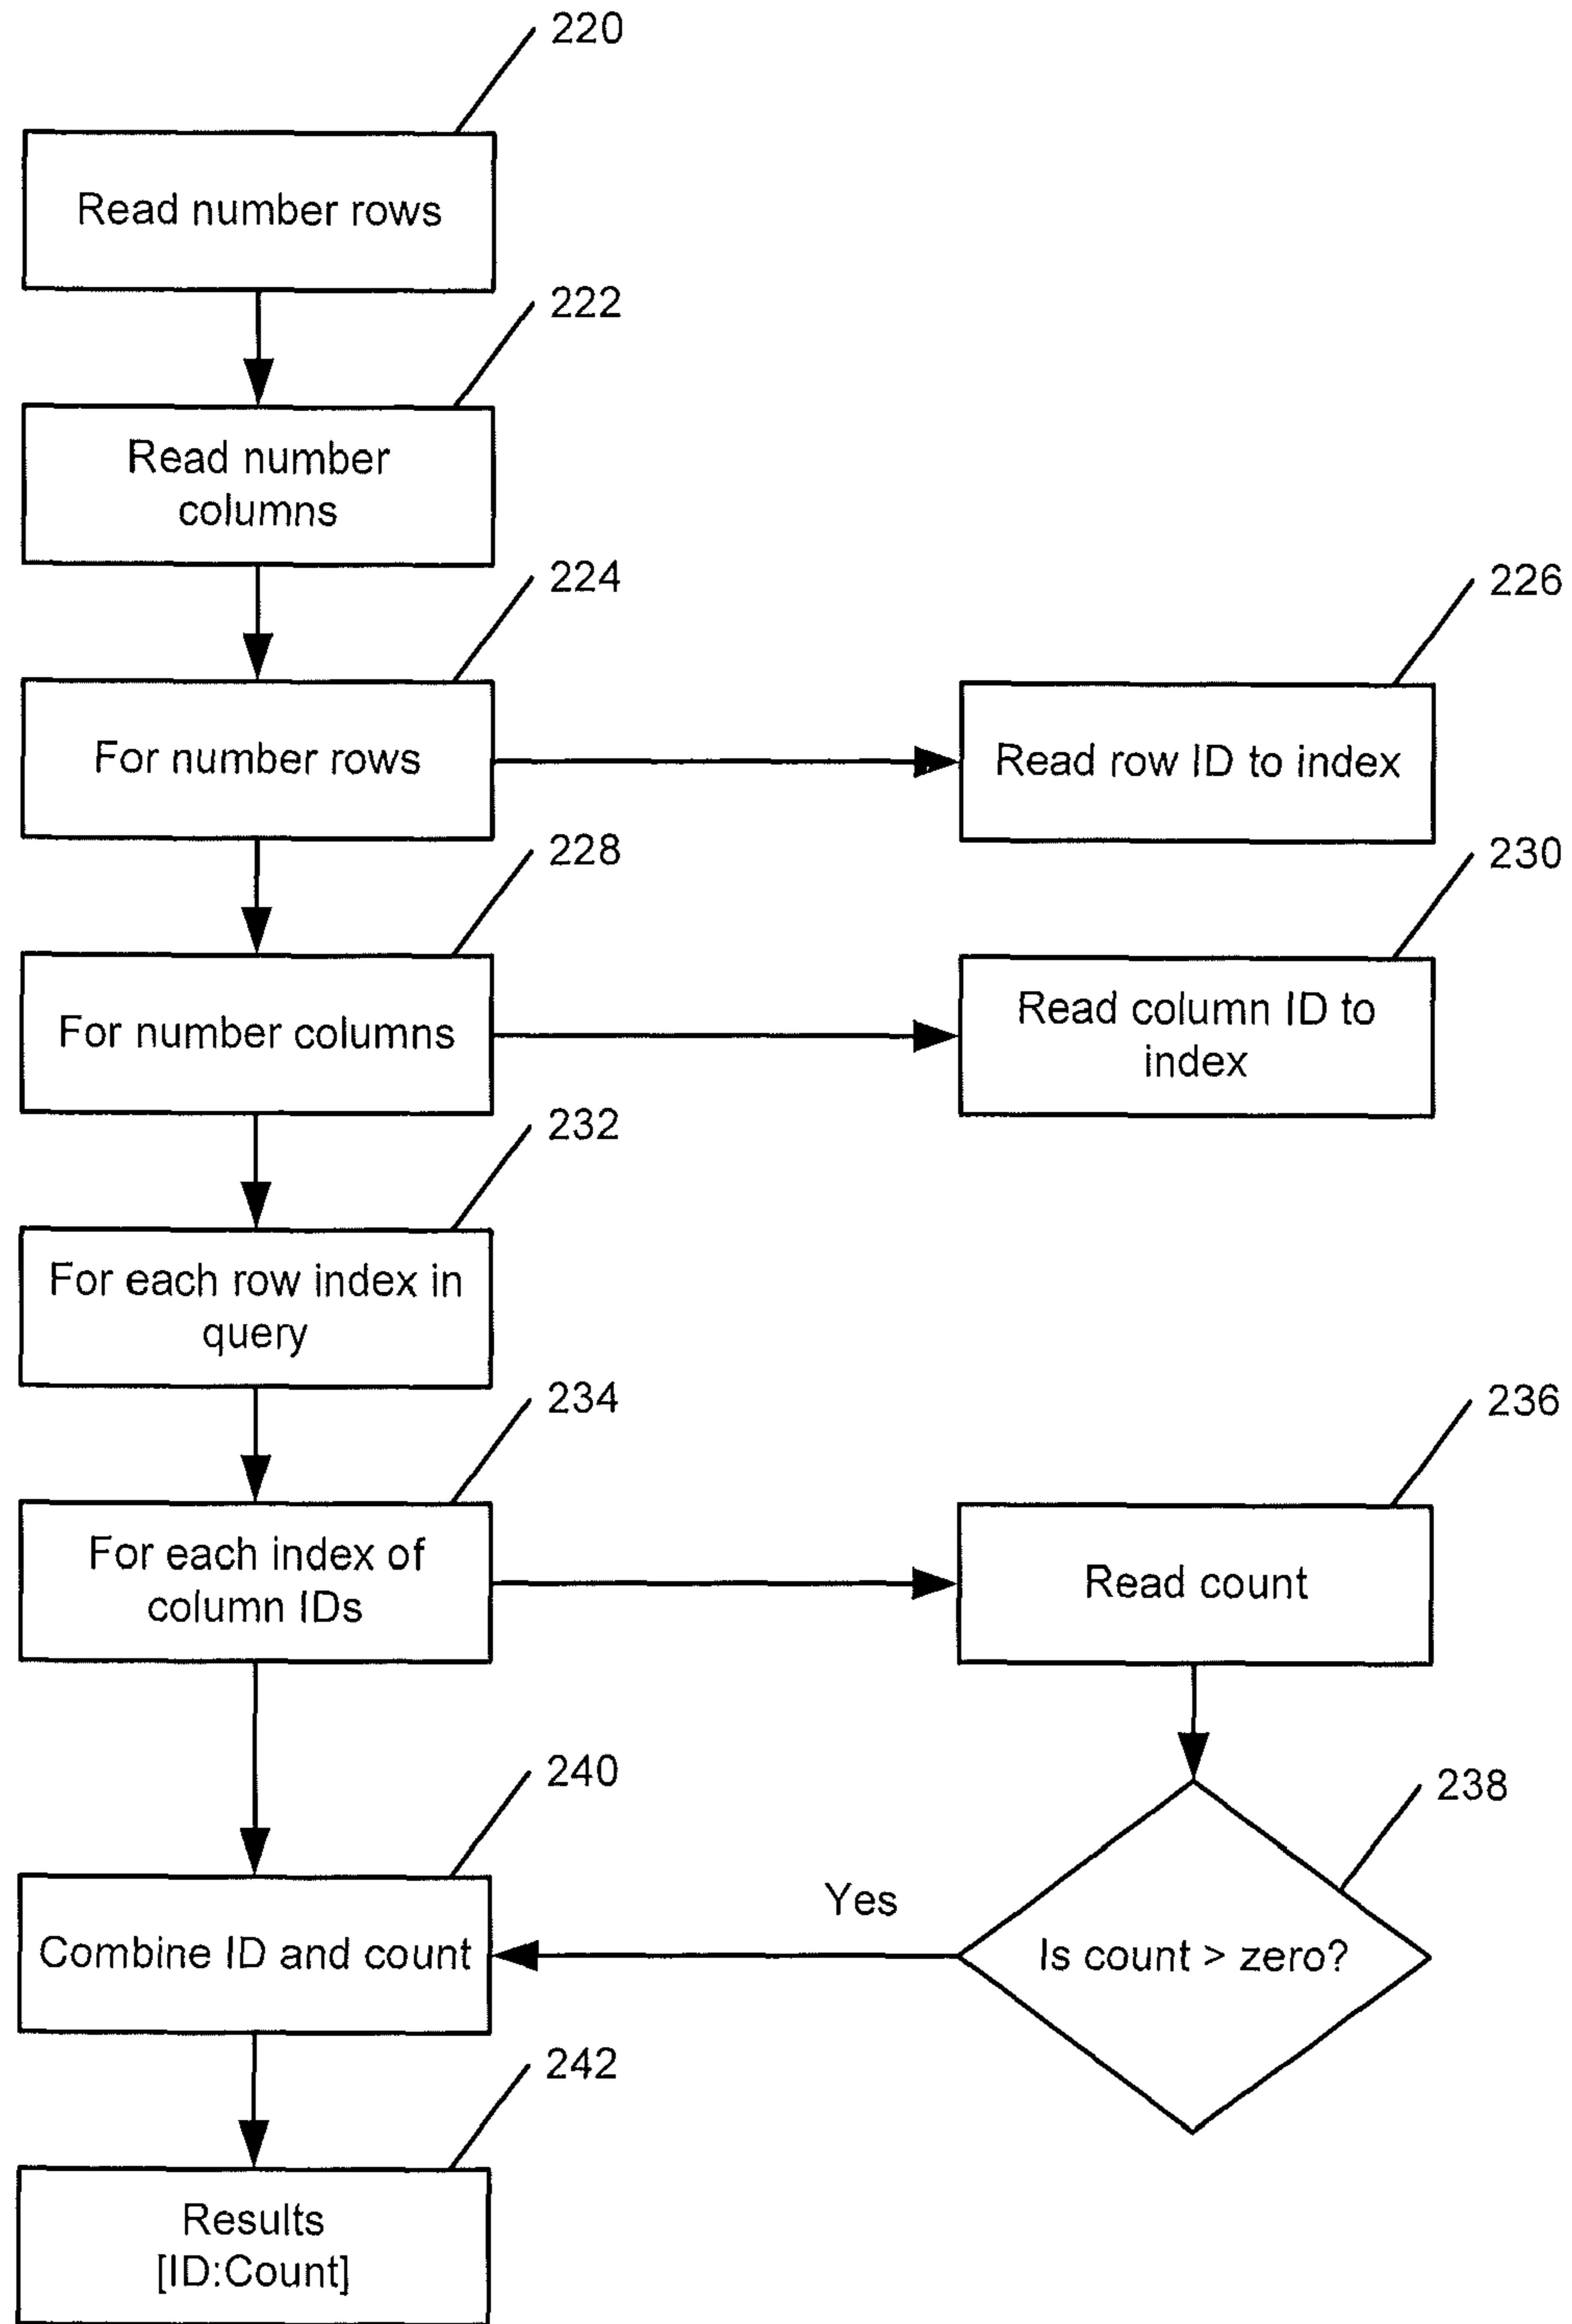 220
Read number rows
222
Read number
columns
224
For number rows
226
Read row ID to index
228
For number columns
230
Read column ID to
index
232
For each row index in
query
234
For each index of
column IDs
236
Read count
238
Is count > zero?
Yes
240
Combine ID and count
242
Results
[ID:Count]